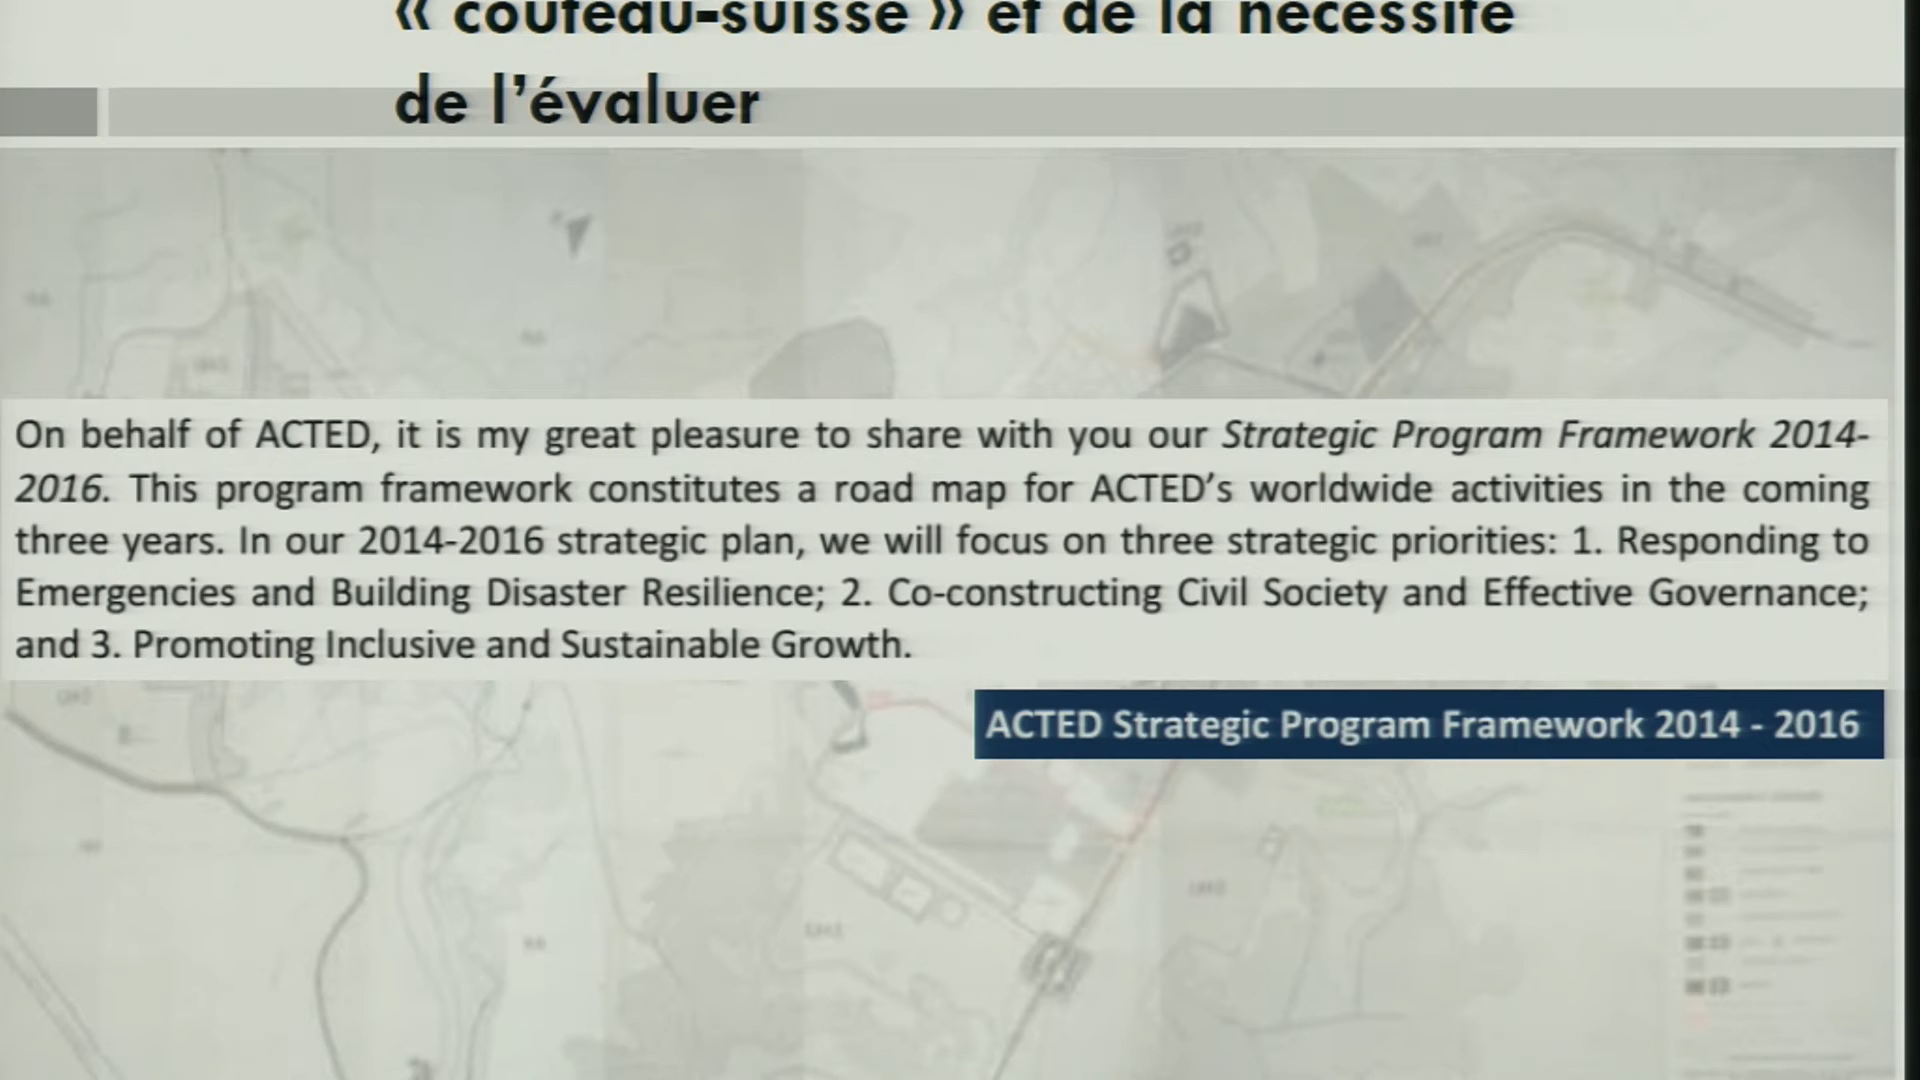 « couteau-suisse » et de la nécessité
de l’évaluer
On behalf of ACTED, it is my great pleasure to share with you our Strategic Program Framework 2014-
2016. This program framework constitutes a road map for ACTED’s worldwide activities in the coming
three years. In our 2014-2016 strategic plan, we will focus on three strategic priorities: 1. Responding to
Emergencies and Building Disaster Resilience; 2. Co-constructing Civil Society and Effective Governance;
and 3. Promoting Inclusive and Sustainable Growth.
ACTED Strategic Program Framework 2014 - 2016